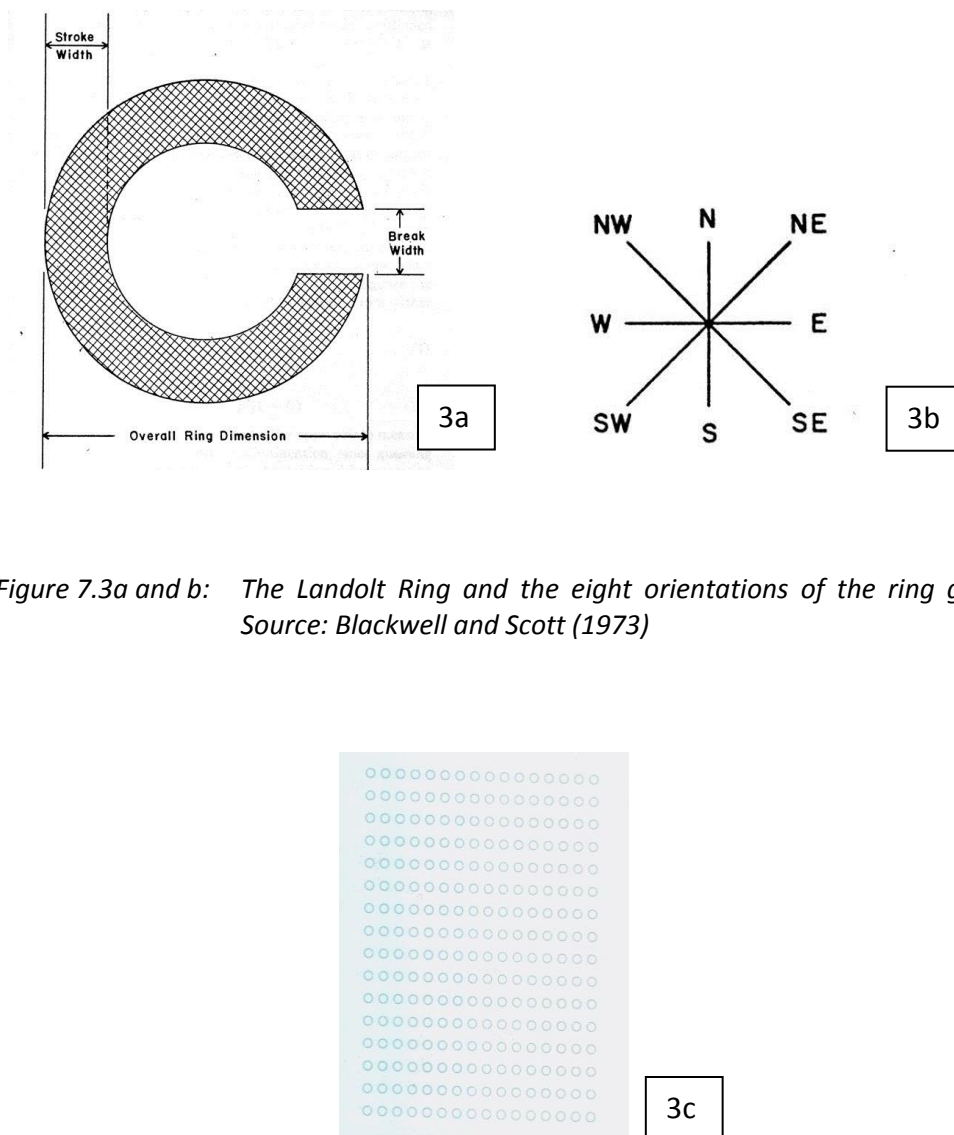 Stroke
Width
Break
Width
Overall Ring Dimension
3a
NW N NE
W E
SW S SE
3b
Figure 7.3a and b: The Landolt Ring and the eight orientations of the ring g
Source: Blackwell and Scott (1973)
3c